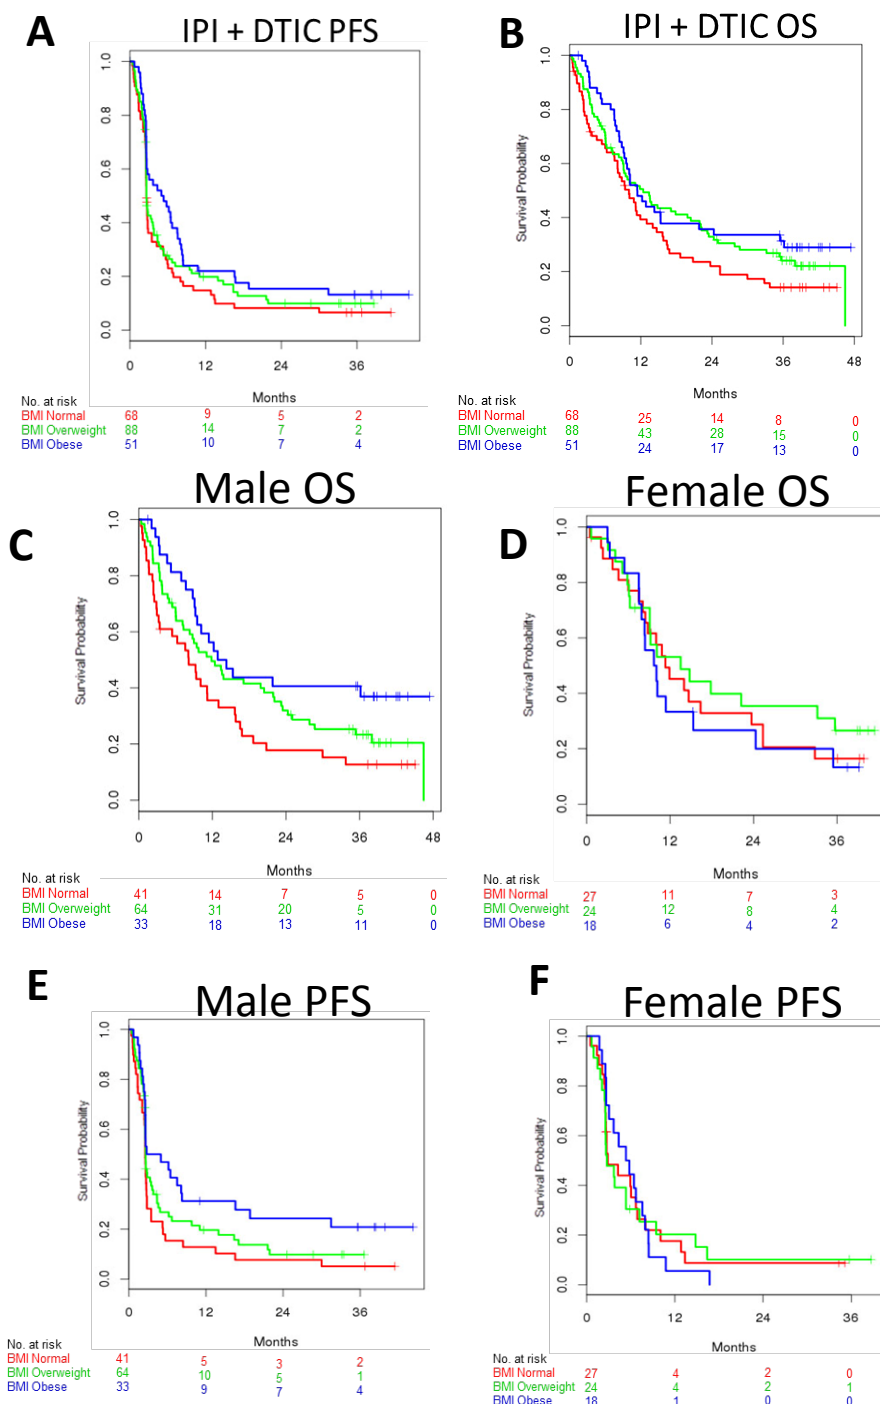 A
IPI + DTIC PFS
1.0
0.8
0.6
0.4
0.2
0.0
0 12 24 36
Months
No. at risk
BMI Normal 68 9 5 2
BMI Overweight 88 14 7 2
BMI Obese 51 10 7 4
B
IPI + DTIC OS
Survival Probability
1.0
0.8
0.6
0.4
0.2
0.0
0 12 24 36 48
Months
No. at risk
BMI Normal 68 25 14 8 0
BMI Overweight 88 43 28 15 0
BMI Obese 51 24 17 13 0
C
Male OS
Survival Probability
1.0
0.8
0.6
0.4
0.2
0.0
0 12 24 36 48
Months
No. at risk
BMI Normal 41 14 7 5 0
BMI Overweight 64 31 20 5 0
BMI Obese 33 18 13 11 0
D
Female OS
Survival Probability
1.0
0.8
0.6
0.4
0.2
0.0
0 12 24 36
Months
No. at risk
BMI Normal 27 11 7 3
BMI Overweight 24 12 8 4
BMI Obese 18 6 4 2
E
Male PFS
Survival Probability
1.0
0.8
0.6
0.4
0.2
0.0
0 12 24 36
Months
No. at risk
BMI Normal 41 5 3 2
BMI Overweight 64 10 5 1
BMI Obese 33 9 7 4
F
Female PFS
Survival Probability
1.0
0.8
0.6
0.4
0.2
0.0
0 12 24 36
Months
No. at risk
BMI Normal 27 4 2 0
BMI Overweight 24 4 2 1
BMI Obese 18 1 0 0